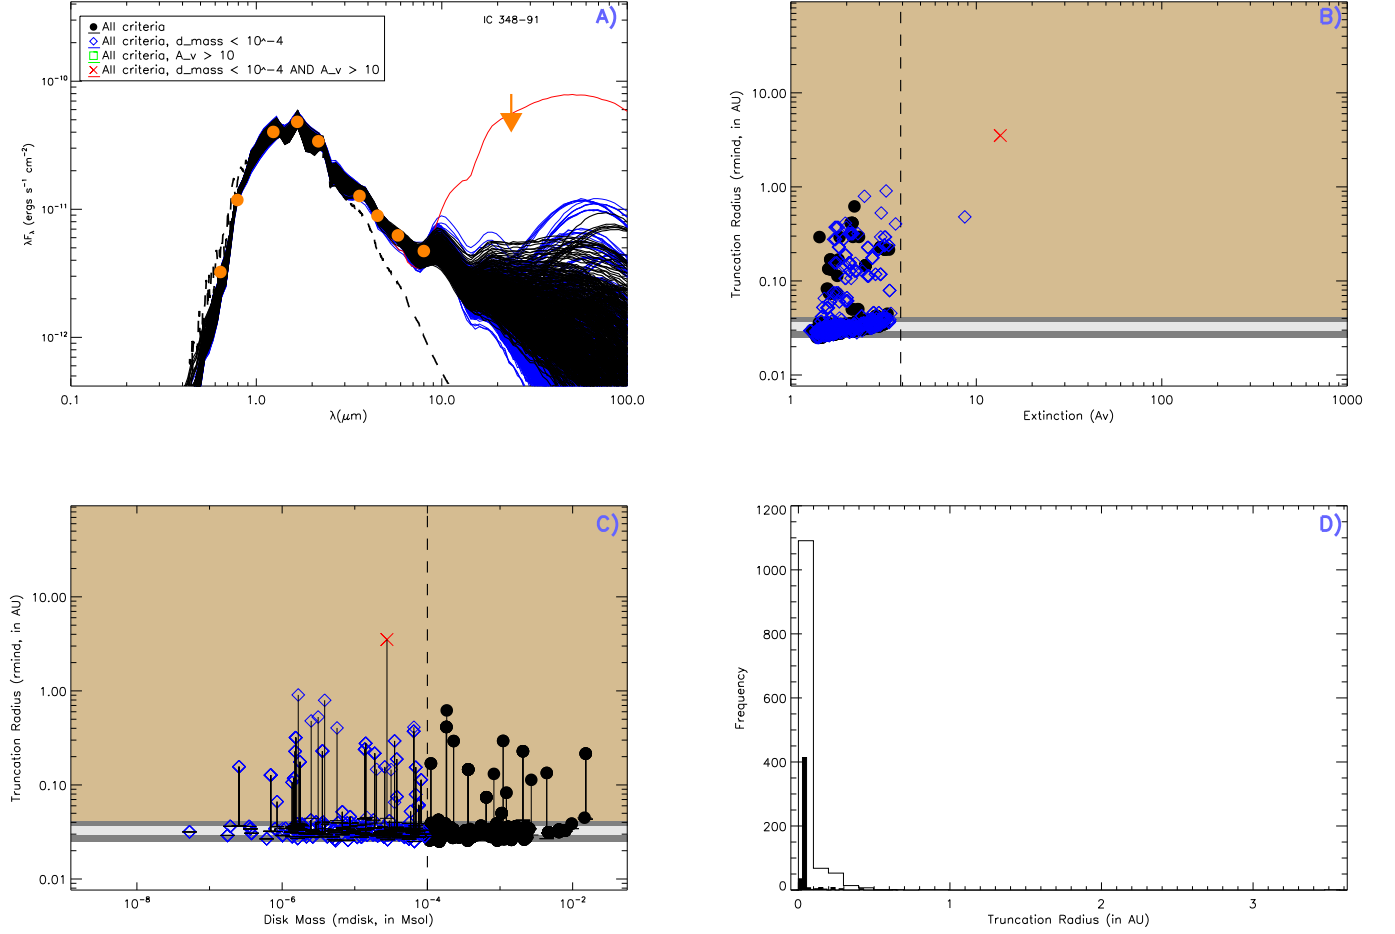 A)
IC 348-91
All criteria
All criteria, d_mass < 10^-4
All criteria, A_v > 10
All criteria, d_mass < 10^-4 AND A_v > 10
10⁻¹⁰
10⁻¹¹
10⁻¹²
λFλ (ergs s⁻¹ cm⁻²)
0.1 1.0 10.0 100.0
λ(μm)
B)
10.00
1.00
0.10
0.01
Truncation Radius (rmind, in AU)
1 10 100 1000
Extinction (Av)
C)
10.00
1.00
0.10
0.01
Truncation Radius (rmind, in AU)
10⁻⁸ 10⁻⁶ 10⁻⁴ 10⁻²
Disk Mass (mdisk, in Msol)
D)
1200
1000
800
600
400
200
0
Frequency
0 1 2 3
Truncation Radius (in AU)